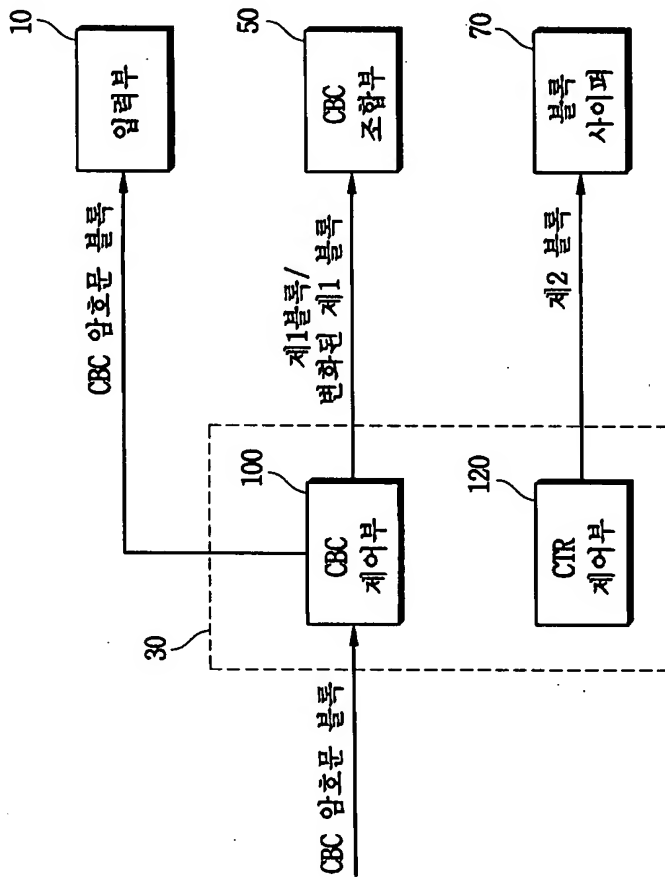 CBC 암호문 블록
30
100
CBC
제어부
120
CTR
제어부
CBC 암호문 블록
제1블록/
변화된 제1 블록
제2 블록
10
입력부
50
CBC
조합부
70
블록
사이퍼